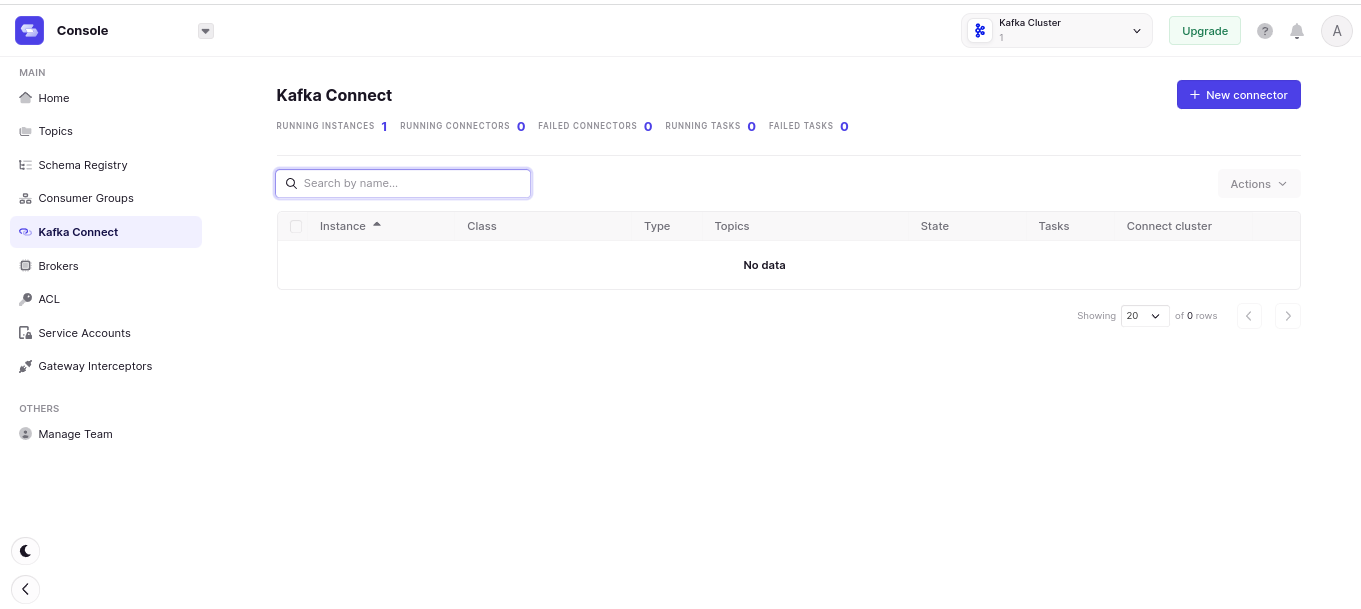 Console
Kafka Cluster
1
Upgrade
?
A
MAIN
Home
Topics
Schema Registry
Consumer Groups
Kafka Connect
Brokers
ACL
Service Accounts
Gateway Interceptors
OTHERS
Manage Team
Kafka Connect
+ New connector
RUNNING INSTANCES 1 RUNNING CONNECTORS 0 FAILED CONNECTORS 0 RUNNING TASKS 0 FAILED TASKS 0
Search by name...
Actions
Instance Class Type Topics State Tasks Connect cluster
No data
Showing 20 of 0 rows